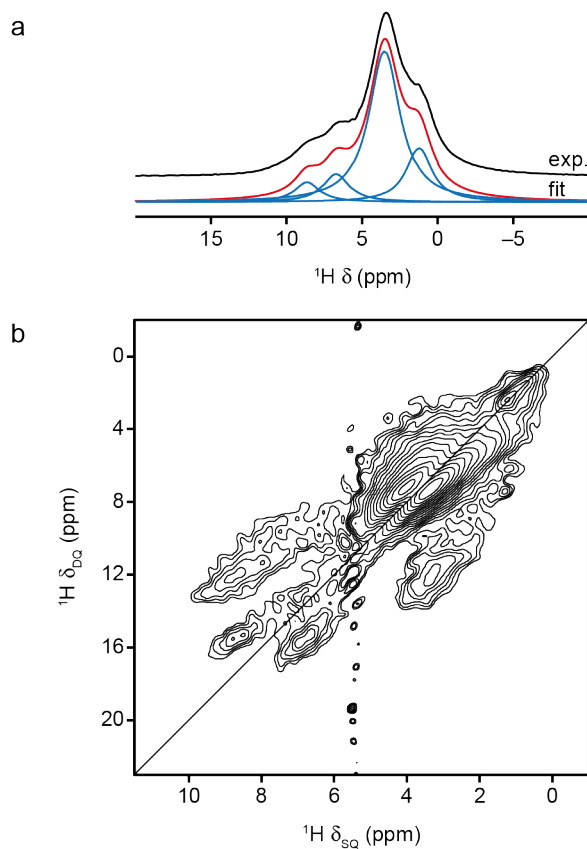 a
exp.
fit
15 10 5 0 –5
¹H δ (ppm)
b
0
4
8
12
16
20
¹H δDQ (ppm)
10 8 6 4 2 0
¹H δSQ (ppm)